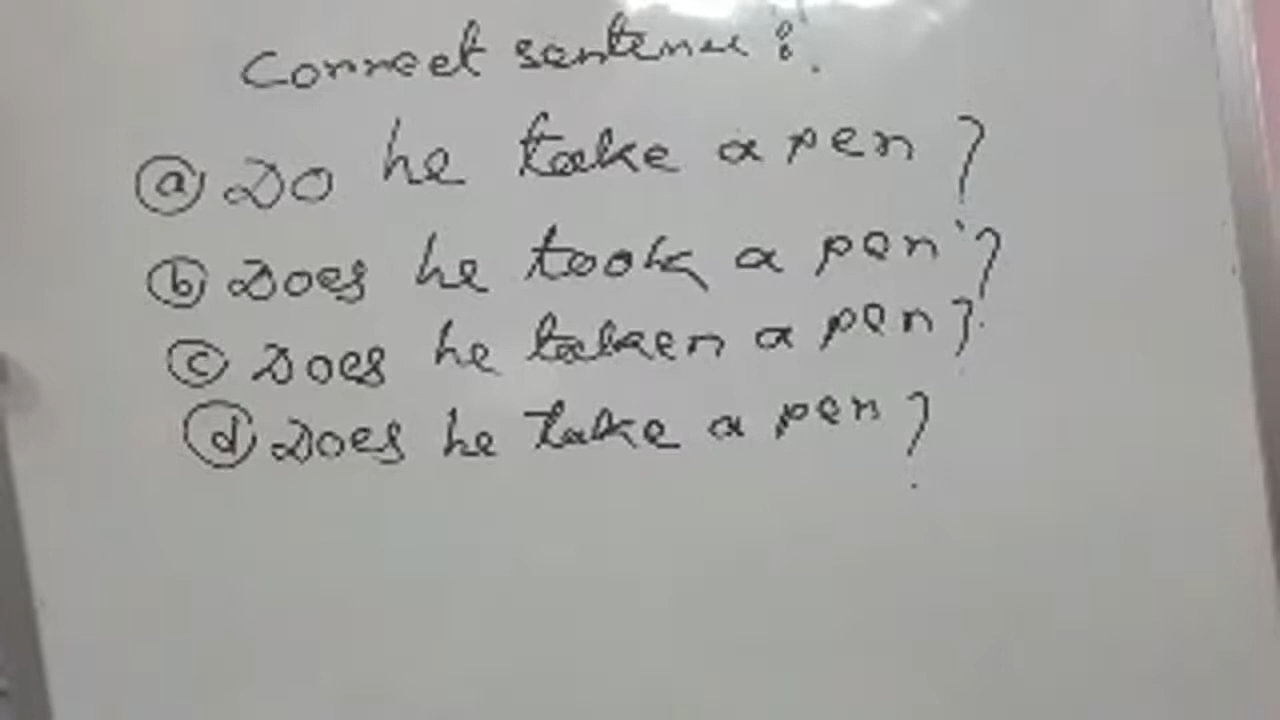 Correct sentence :
ⓐ Do he take a pen ?
ⓑ Does he took a pen ?
ⓒ Does he taken a pen ?
ⓓ Does he take a pen ?